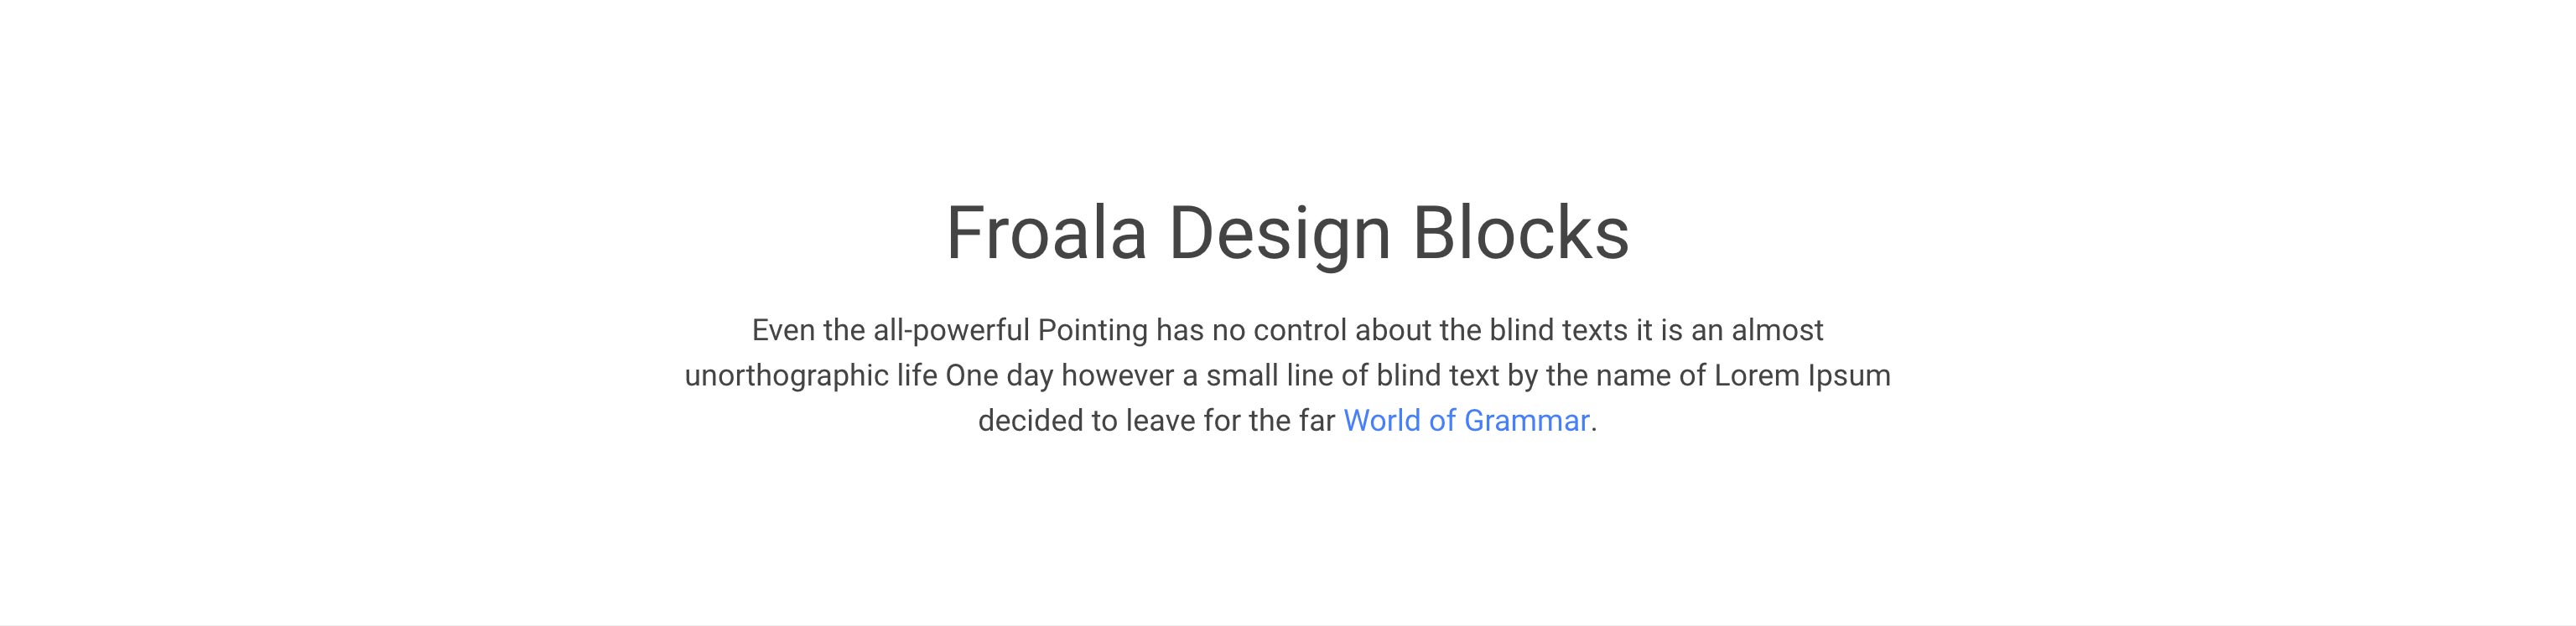 Froala Design Blocks
Even the all-powerful Pointing has no control about the blind texts it is an almost
unorthographic life One day however a small line of blind text by the name of Lorem Ipsum
decided to leave for the far World of Grammar.